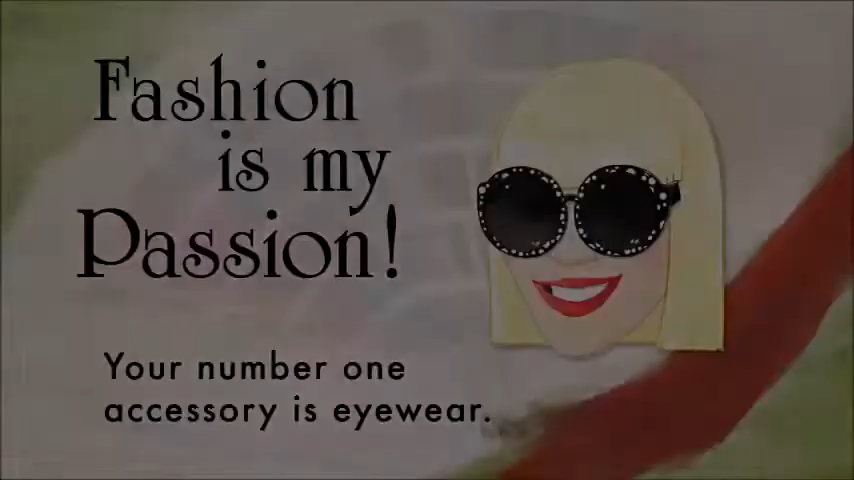 Fashion
is my
Passion!
Your number one
accessory is eyewear.